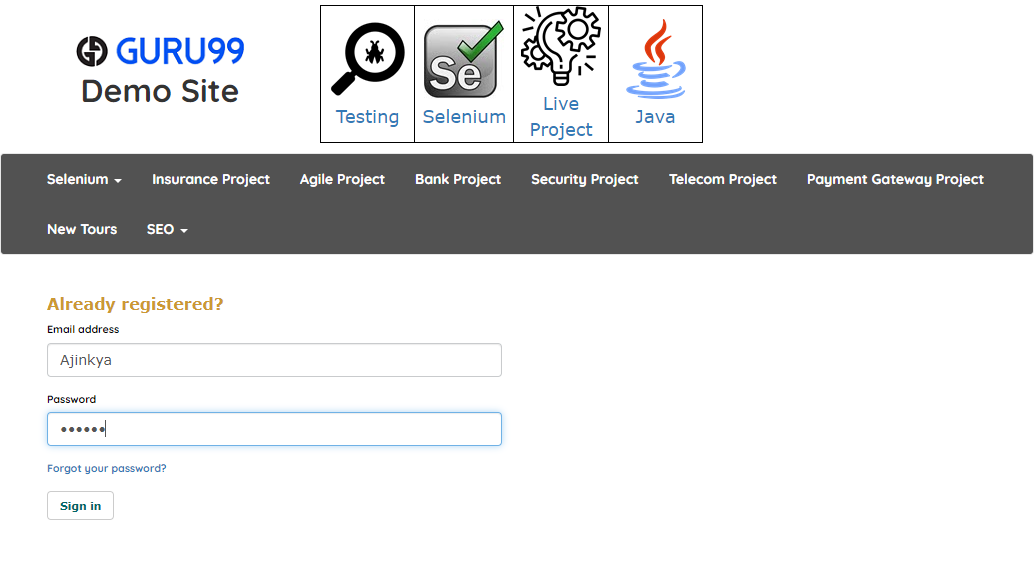 GURU99
Demo Site
Testing
Se
Selenium
Live
Project
Java
Selenium
Insurance Project
Agile Project
Bank Project
Security Project
Telecom Project
Payment Gateway Project
New Tours
SEO
Already registered?
Email address
Ajinkya
Password
••••••
Forgot your password?
Sign in